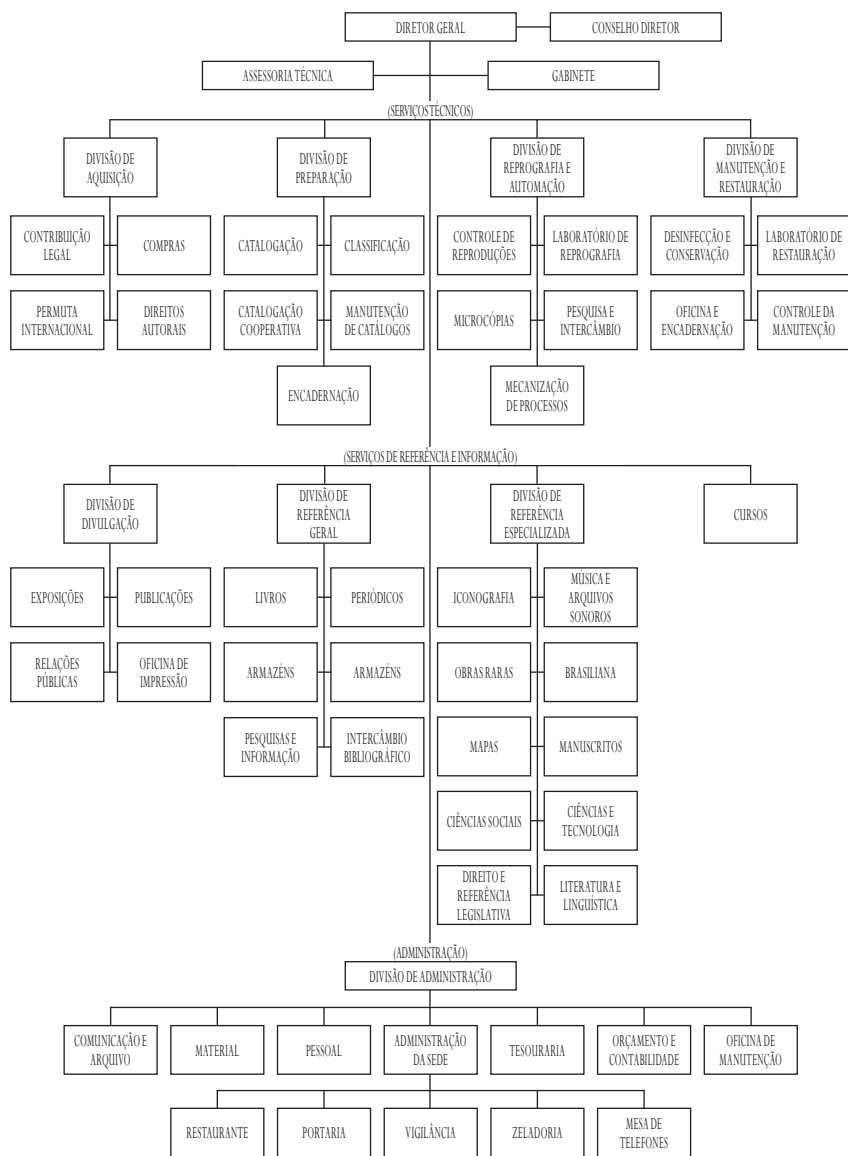 DIRETOR GERAL
CONSELHO DIRETOR
ASSESSORIA TÉCNICA
GABINETE
(SERVIÇOS TÉCNICOS)
DIVISÃO DE
AQUISIÇÃO
DIVISÃO DE
PREPARAÇÃO
DIVISÃO DE
REPROGRAFIA E
AUTOMAÇÃO
DIVISÃO DE
MANUTENÇÃO E
RESTAURAÇÃO
CONTRIBUIÇÃO
LEGAL
COMPRAS
CATALOGAÇÃO
CLASSIFICAÇÃO
CONTROLE DE
REPRODUÇÕES
LABORATÓRIO DE
REPROGRAFIA
DESINFECÇÃO E
CONSERVAÇÃO
LABORATÓRIO DE
RESTAURAÇÃO
PERMUTA
INTERNACIONAL
DIREITOS
AUTORAIS
CATALOGAÇÃO
COOPERATIVA
MANUTENÇÃO
DE CATÁLOGOS
MICROCÓPIAS
PESQUISA E
INTERCÂMBIO
OFICINA E
ENCADERNAÇÃO
CONTROLE DA
MANUTENÇÃO
ENCADERNAÇÃO
MECANIZAÇÃO
DE PROCESSOS
(SERVIÇOS DE REFERÊNCIA E INFORMAÇÃO)
DIVISÃO DE
DIVULGAÇÃO
DIVISÃO DE
REFERÊNCIA
GERAL
DIVISÃO DE
REFERÊNCIA
ESPECIALIZADA
CURSOS
EXPOSIÇÕES
PUBLICAÇÕES
LIVROS
PERIÓDICOS
ICONOGRAFIA
MÚSICA E
ARQUIVOS
SONOROS
RELAÇÕES
PÚBLICAS
OFICINA DE
IMPRESSÃO
ARMAZÉNS
ARMAZÉNS
OBRAS RARAS
BRASILIANA
PESQUISAS E
INFORMAÇÃO
INTERCÂMBIO
BIBLIOGRÁFICO
MAPAS
MANUSCRITOS
CIÊNCIAS SOCIAIS
CIÊNCIAS E
TECNOLOGIA
DIREITO E
REFERÊNCIA
LEGISLATIVA
LITERATURA E
LINGUÍSTICA
(ADMINISTRAÇÃO)
DIVISÃO DE ADMINISTRAÇÃO
COMUNICAÇÃO E
ARQUIVO
MATERIAL
PESSOAL
ADMINISTRAÇÃO
DA SEDE
TESOURARIA
ORÇAMENTO E
CONTABILIDADE
OFICINA DE
MANUTENÇÃO
RESTAURANTE
PORTARIA
VIGILÂNCIA
ZELADORIA
MESA DE
TELEFONES